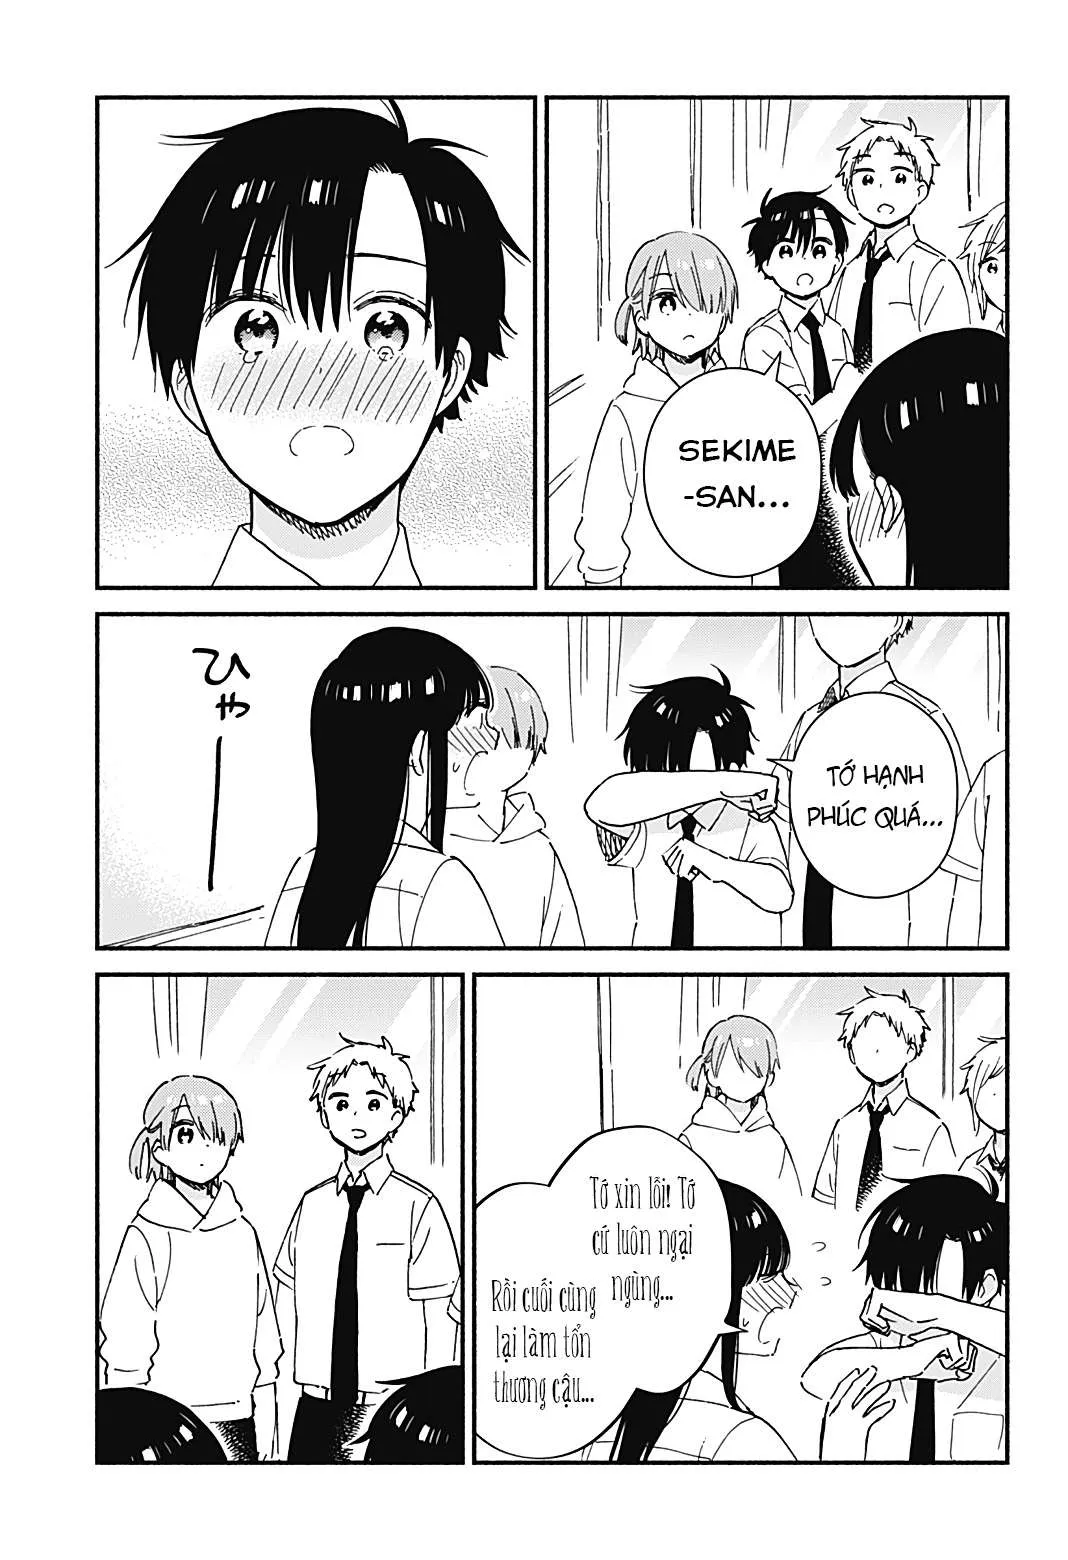 SEKIME
-SAN...
ひゃー
TỚ HẠNH
PHÚC QUÁ...
Tớ xin lỗi! Tớ
cứ luôn ngại
ngùng...
Rồi cuối cùng
lại làm tổn
thương cậu...